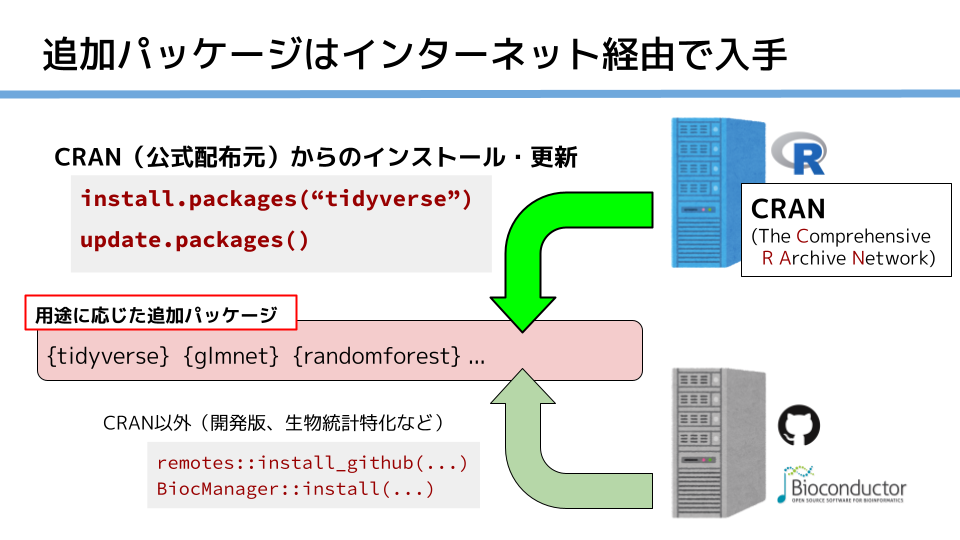 追加パッケージはインターネット経由で入手
CRAN（公式配布元）からのインストール・更新
install.packages(“tidyverse”)
update.packages()
R
CRAN
(The Comprehensive
R Archive Network)
用途に応じた追加パッケージ
{tidyverse} {glmnet} {randomforest} ...
CRAN以外（開発版、生物統計特化など）
remotes::install_github(...)
BiocManager::install(...)
Bioconductor
OPEN SOURCE SOFTWARE FOR BIOINFORMATICS